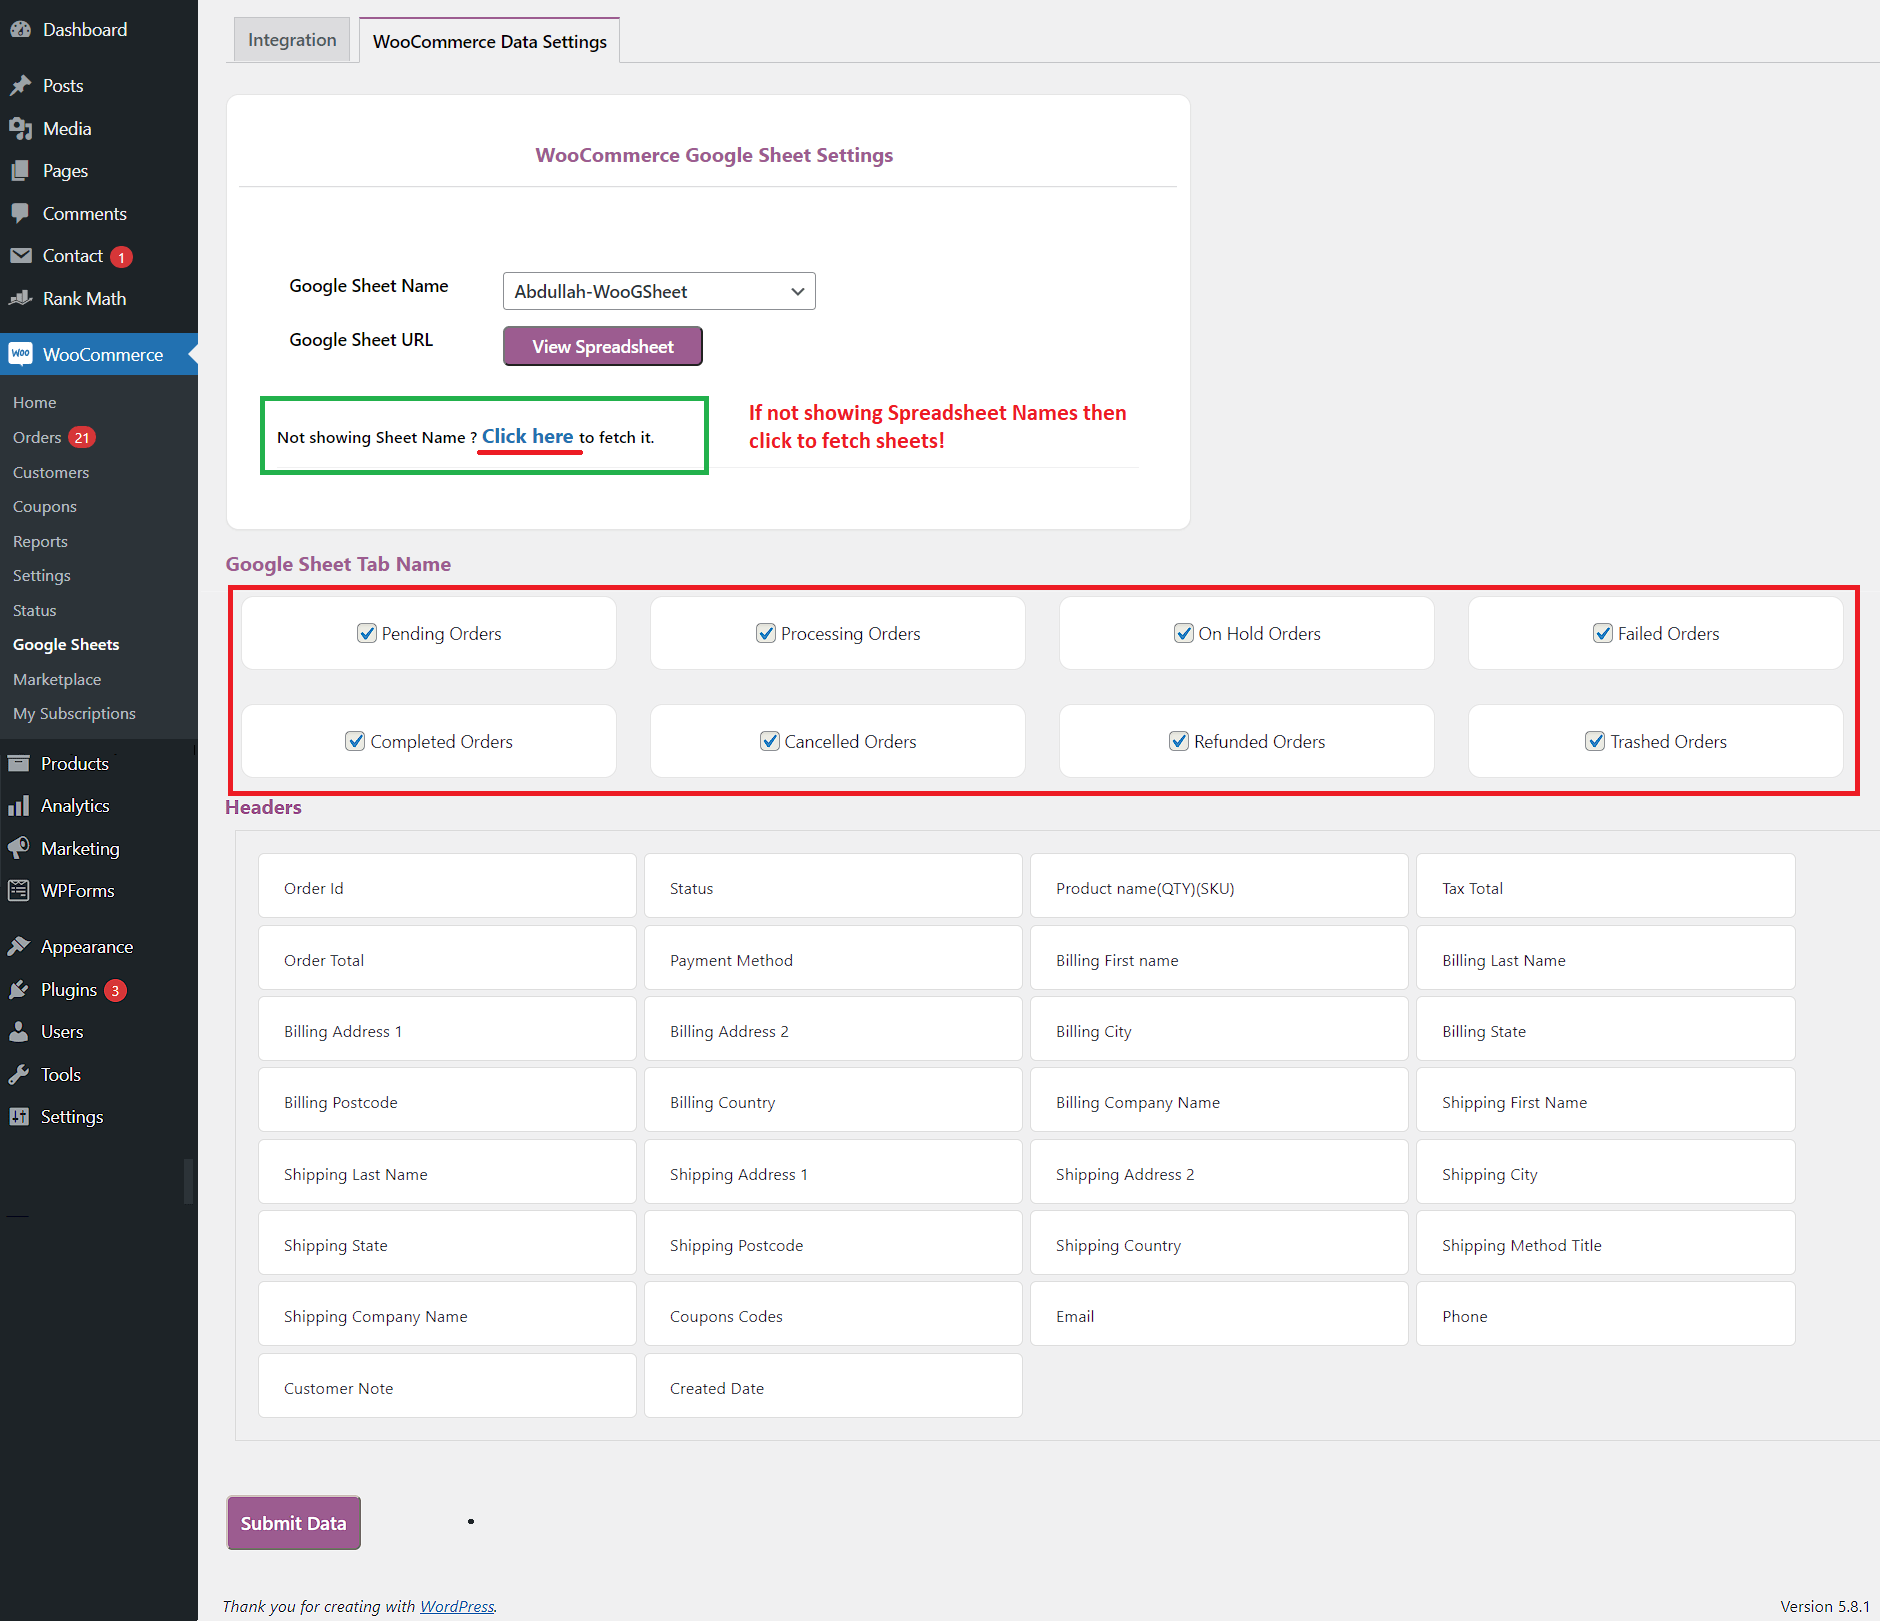 Dashboard
Posts
Media
Pages
Comments
Contact 1
Rank Math
woo WooCommerce
Home
Orders 21
Customers
Coupons
Reports
Settings
Status
Google Sheets
Marketplace
My Subscriptions
Products
Analytics
Marketing
WPForms
Appearance
Plugins 3
Users
Tools
Settings
Integration
WooCommerce Data Settings
WooCommerce Google Sheet Settings
Google Sheet Name
Abdullah-WooGSheet
Google Sheet URL
View Spreadsheet
Not showing Sheet Name ? Click here to fetch it.
If not showing Spreadsheet Names then
click to fetch sheets!
Google Sheet Tab Name
Pending Orders
Processing Orders
On Hold Orders
Failed Orders
Completed Orders
Cancelled Orders
Refunded Orders
Trashed Orders
Headers
Order Id
Status
Product name(QTY)(SKU)
Tax Total
Order Total
Payment Method
Billing First name
Billing Last Name
Billing Address 1
Billing Address 2
Billing City
Billing State
Billing Postcode
Billing Country
Billing Company Name
Shipping First Name
Shipping Last Name
Shipping Address 1
Shipping Address 2
Shipping City
Shipping State
Shipping Postcode
Shipping Country
Shipping Method Title
Shipping Company Name
Coupons Codes
Email
Phone
Customer Note
Created Date
Submit Data
Thank you for creating with WordPress.
Version 5.8.1